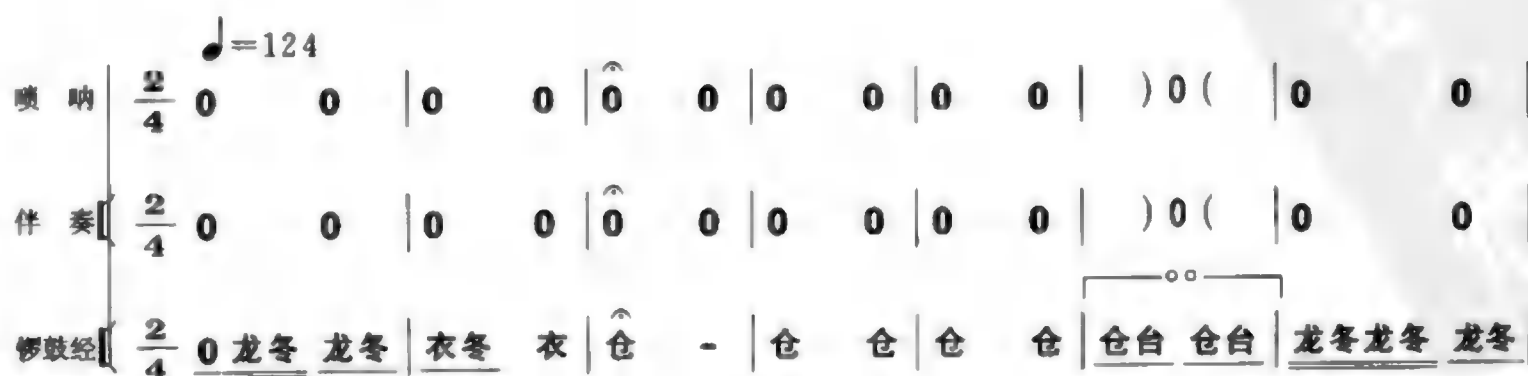 ♩=124
唢 呐 2/4 0 0 | 0 0 | 0 0 | 0 0 | 0 0 | ) 0 ( | 0 0 |
伴 奏 2/4 0 0 | 0 0 | 0 0 | 0 0 | 0 0 | ) 0 ( | 0 0 |
锣鼓经 2/4 0 龙冬 龙冬 | 衣冬 衣 | 仓 - | 仓 仓 | 仓 仓 | 仓台 仓台 | 龙冬龙冬 龙冬 |